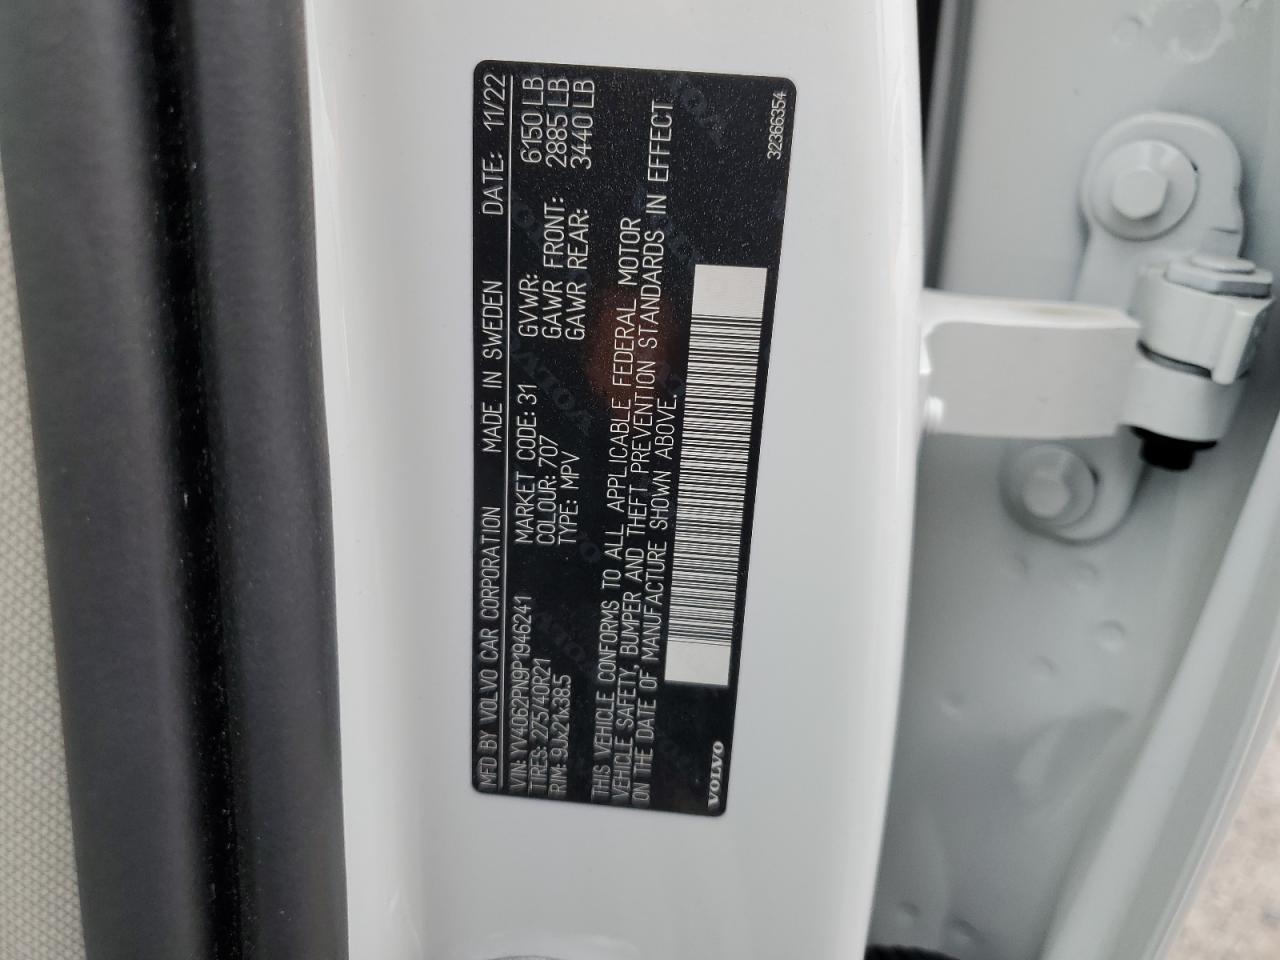 MFD BY VOLVO CAR CORPORATION MADE IN SWEDEN DATE: 11/22
VIN: YV4062PN9P1946241 MARKET CODE: 31 GVWR: 6150 LB
TIRES: 275/40R21 COLOUR: 707 GAWR FRONT: 2885 LB
RIM: 9Jx21x38.5 TYPE: MPV GAWR REAR: 3440 LB
THIS VEHICLE CONFORMS TO ALL APPLICABLE FEDERAL MOTOR
VEHICLE SAFETY, BUMPER AND THEFT PREVENTION STANDARDS IN EFFECT
ON THE DATE OF MANUFACTURE SHOWN ABOVE.
VOLVO
32366354